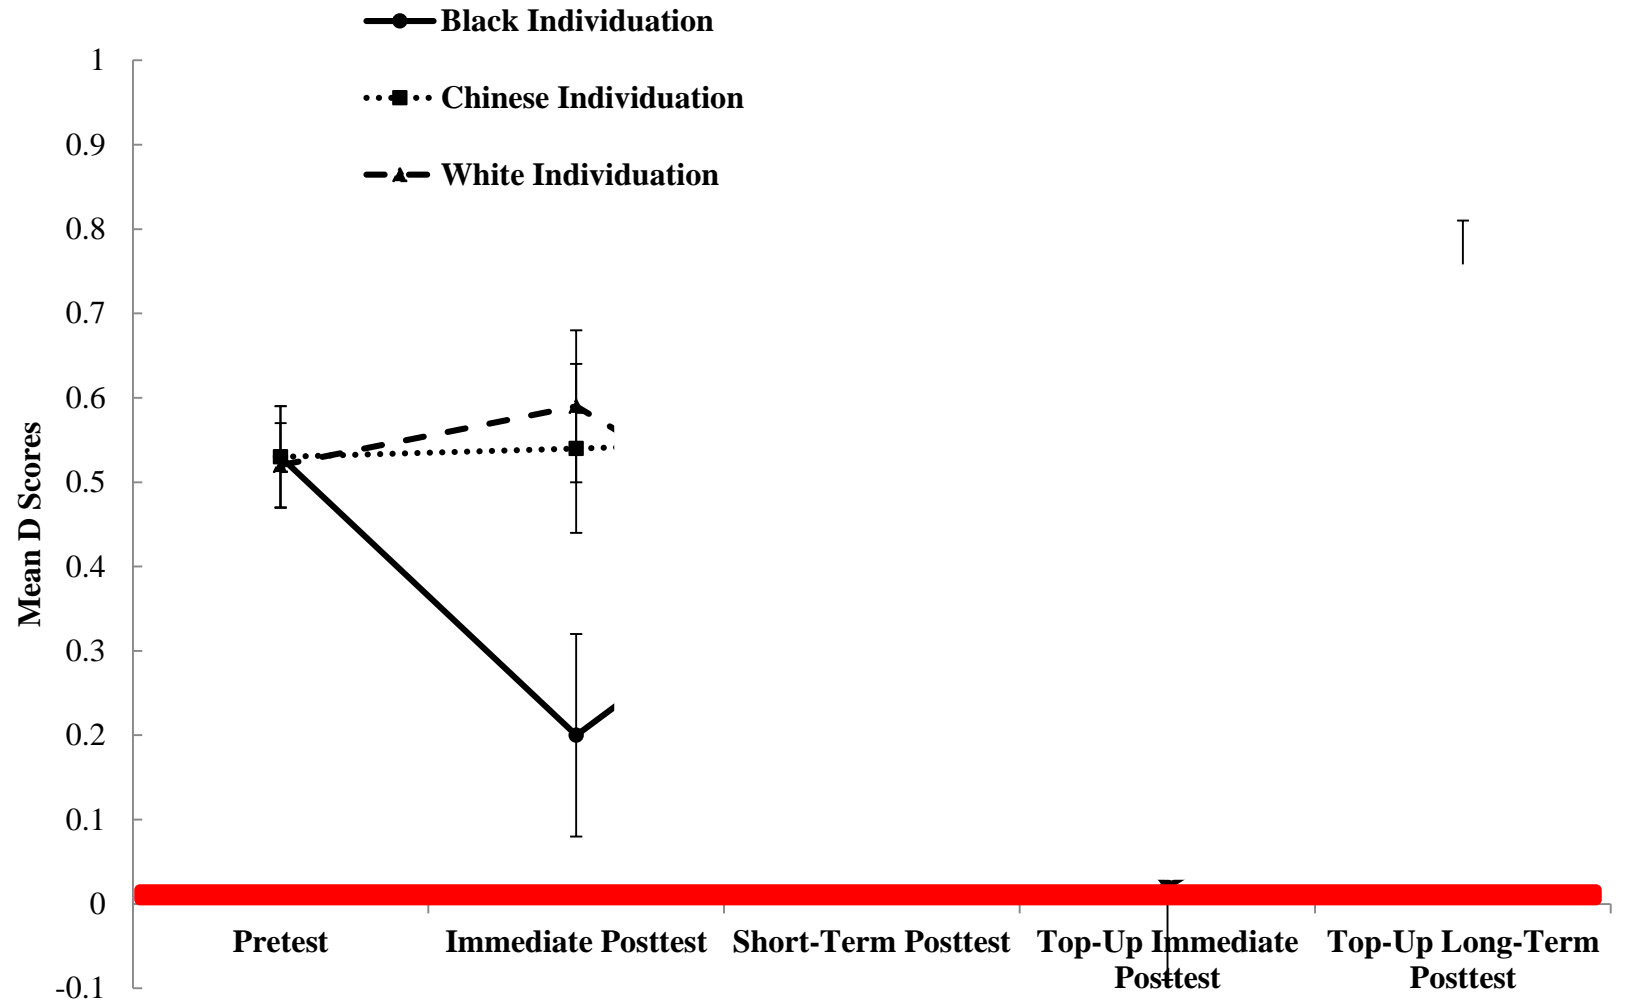 Black Individuation
Chinese Individuation
White Individuation
1
0.9
0.8
0.7
0.6
0.5
0.4
0.3
0.2
0.1
0
-0.1
Mean D Scores
Pretest
Immediate Posttest
Short-Term Posttest
Top-Up Immediate
Posttest
Top-Up Long-Term
Posttest